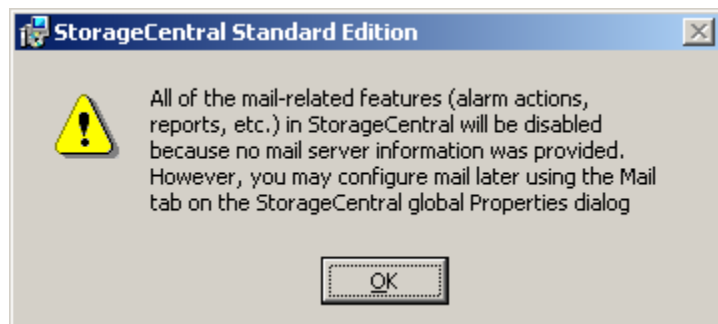 StorageCentral Standard Edition
All of the mail-related features (alarm actions,
reports, etc.) in StorageCentral will be disabled
because no mail server information was provided.
However, you may configure mail later using the Mail
tab on the StorageCentral global Properties dialog
OK